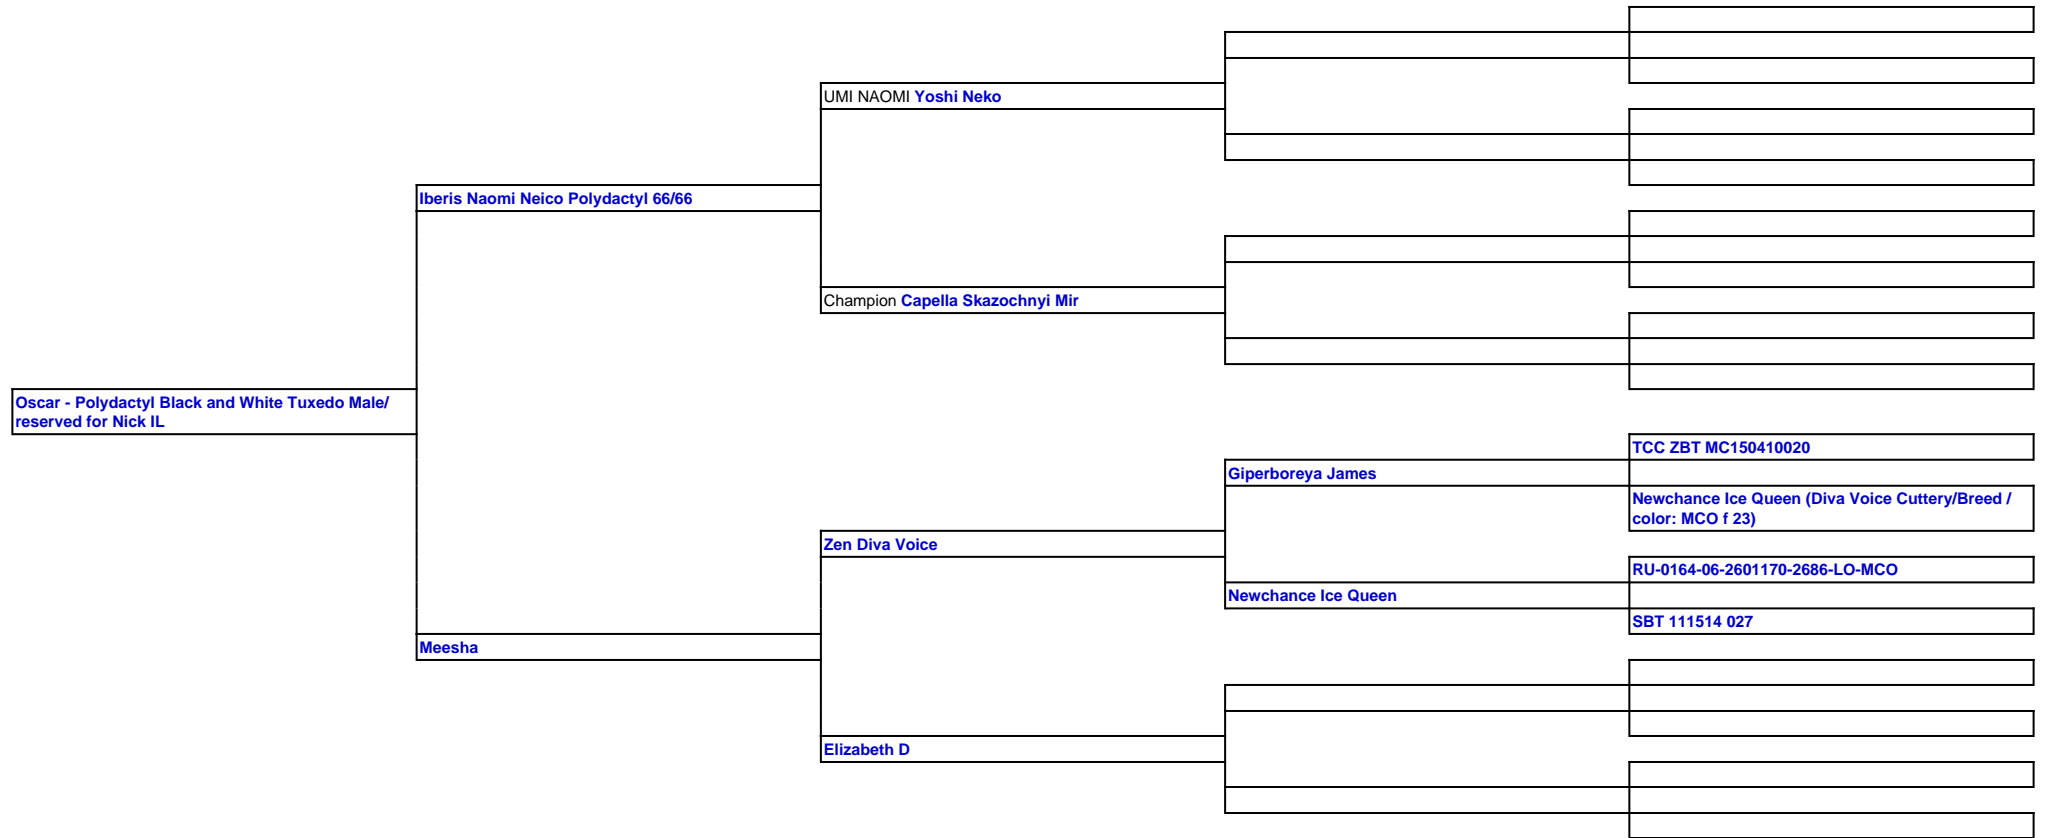 UMI NAOMI Yoshi Neko
Iberis Naomi Neico Polydactyl 66/66
Champion Capella Skazochnyi Mir
Oscar - Polydactyl Black and White Tuxedo Male/
reserved for Nick IL
TCC ZBT MC150410020
Giperboreya James
Newchance Ice Queen (Diva Voice Cuttery/Breed /
color: MCO f 23)
Zen Diva Voice
RU-0164-06-2601170-2686-LO-MCO
Newchance Ice Queen
SBT 111514 027
Meesha
Elizabeth D